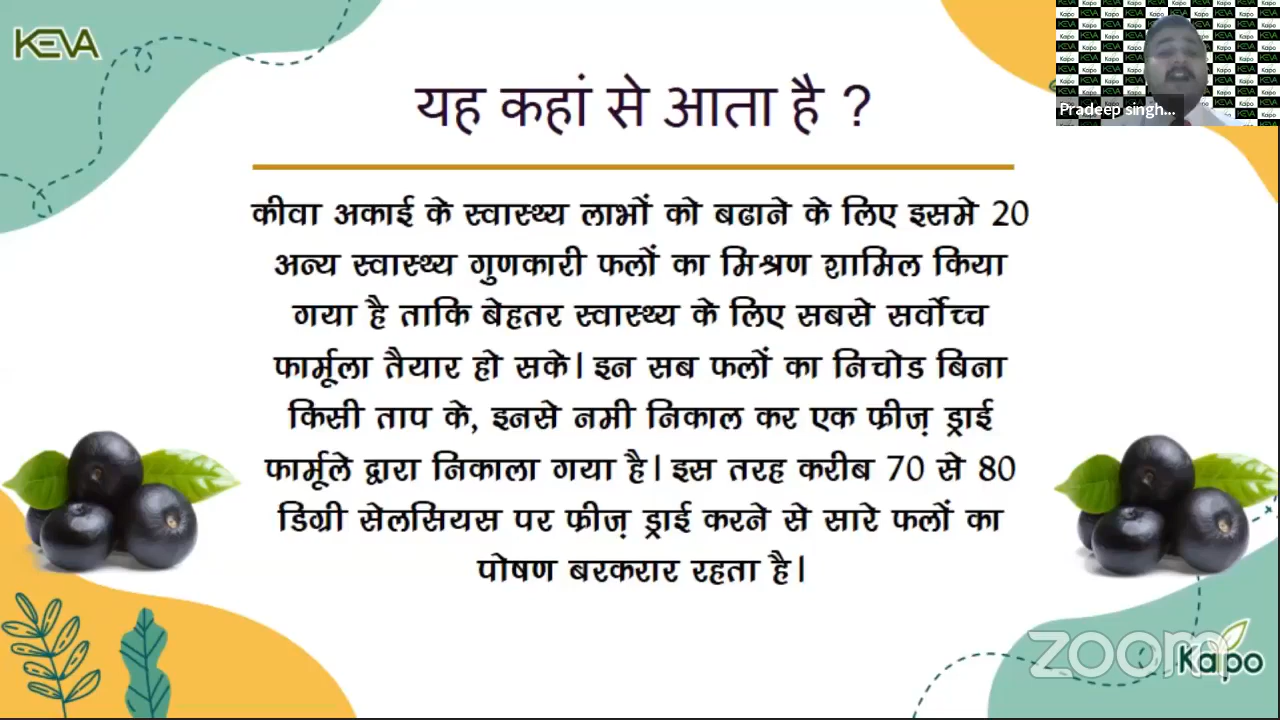 KEVA
यह कहां से आता है ?
कीवा अकाई के स्वास्थ्य लाभों को बढाने के लिए इसमे 20
अन्य स्वास्थ्य गुणकारी फलों का मिश्रण शामिल किया
गया है ताकि बेहतर स्वास्थ्य के लिए सबसे सर्वोच्च
फार्मूला तैयार हो सके। इन सब फलों का निचोड बिना
किसी ताप के, इनसे नमी निकाल कर एक फ्रीज़ ड्राई
फार्मूले द्वारा निकाला गया है। इस तरह करीब 70 से 80
डिग्री सेलसियस पर फ्रीज़ ड्राई करने से सारे फलों का
पोषण बरकरार रहता है।
Pradeep singh...
zoom
Kapo